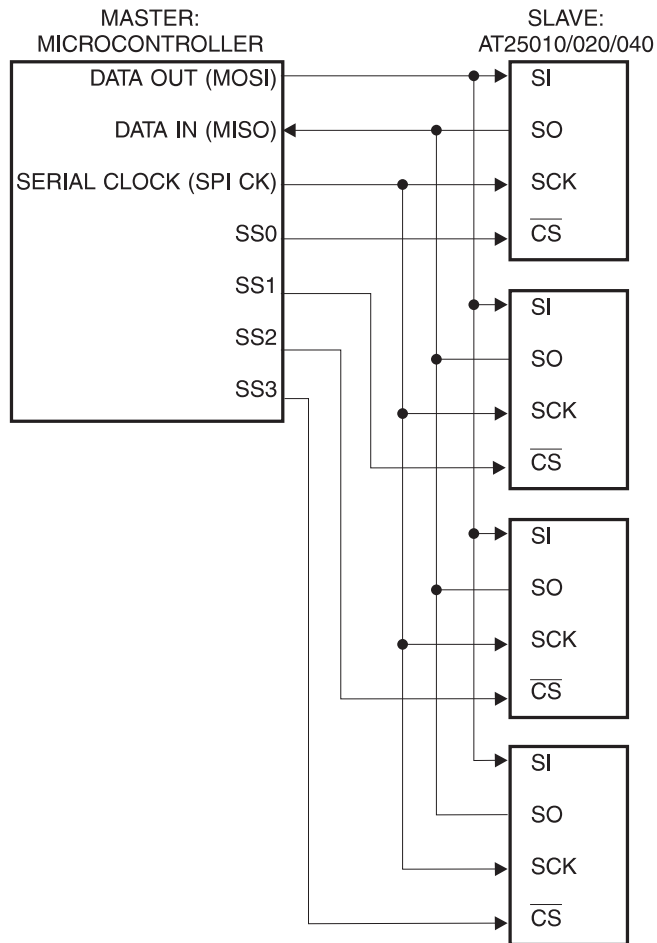 MASTER:
MICROCONTROLLER
SLAVE:
AT25010/020/040
DATA OUT (MOSI)
DATA IN (MISO)
SERIAL CLOCK (SPI CK)
SS0
SS1
SS2
SS3
SI
SO
SCK
CS
SI
SO
SCK
CS
SI
SO
SCK
CS
SI
SO
SCK
CS